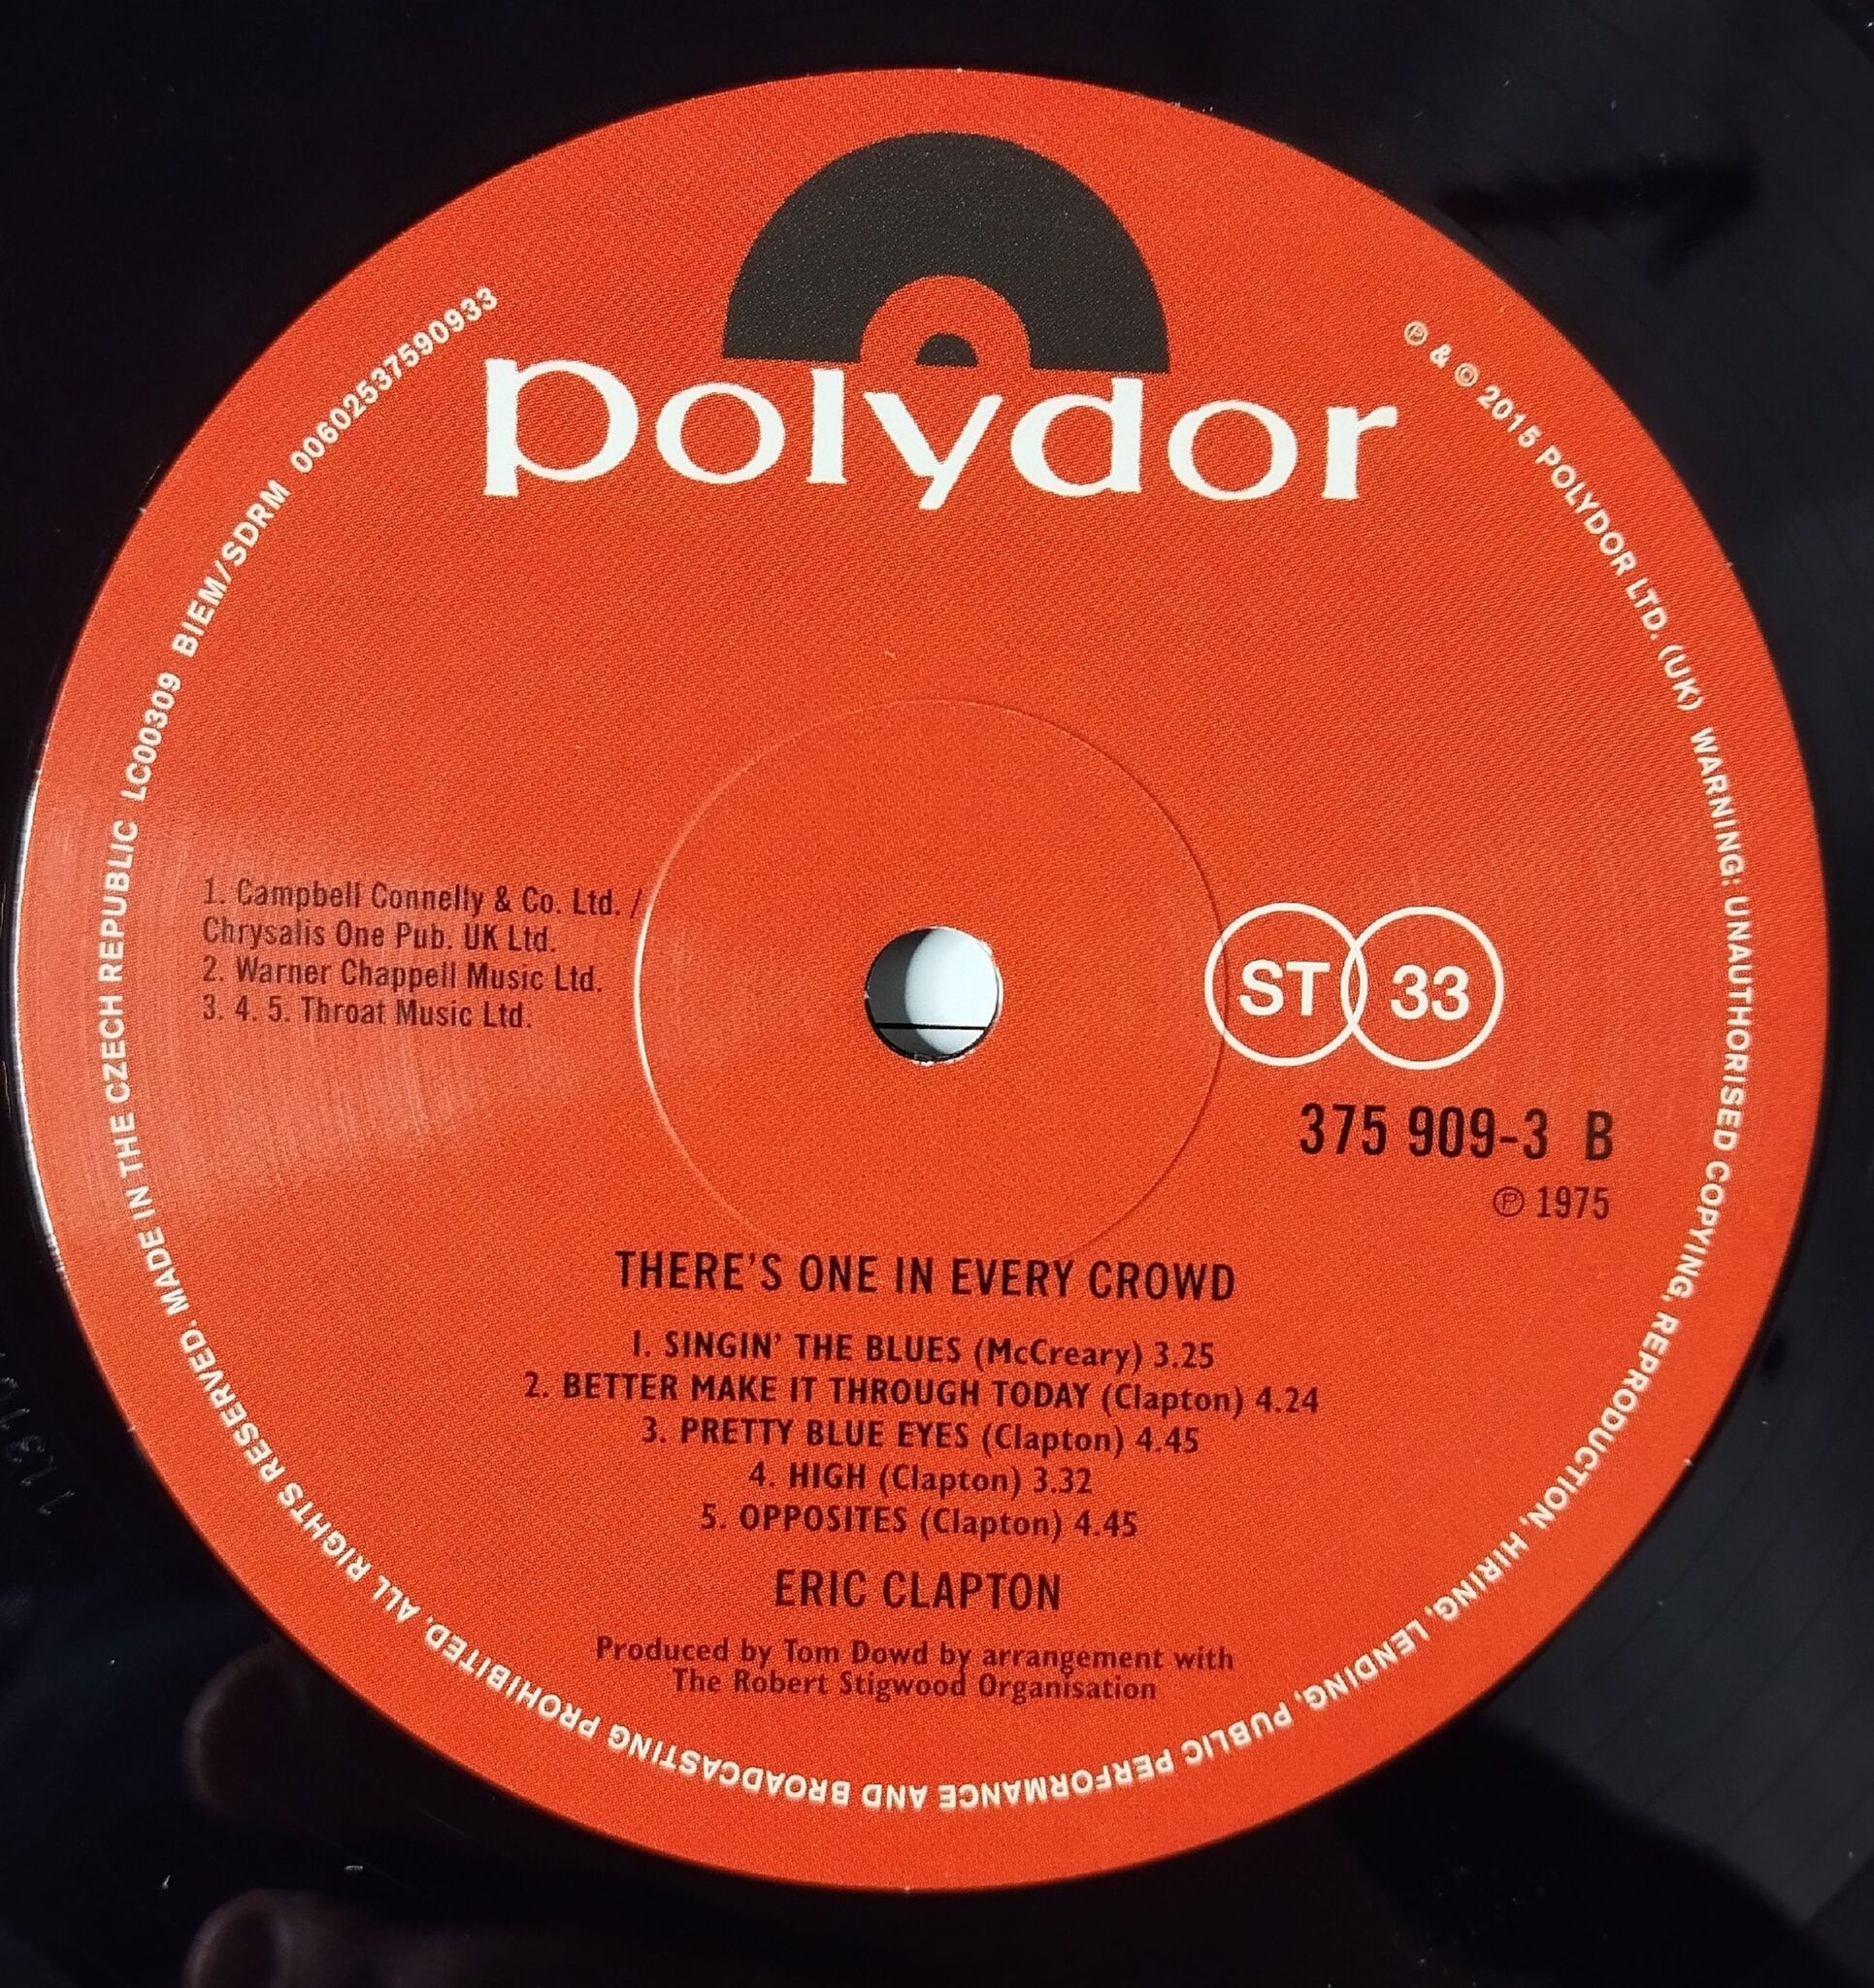 polydor
00602537590933
BIEM/SDRM
LC00309
MADE IN THE CZECH REPUBLIC
℗ & © 2015 POLYDOR LTD. (UK) WARNING: UNAUTHORISED COPYING, REPRODUCTION, HIRING, LENDING, PUBLIC PERFORMANCE AND BROADCASTING PROHIBITED. ALL RIGHTS RESERVED.
1. Campbell Connelly & Co. Ltd. /
Chrysalis One Pub. UK Ltd.
2. Warner Chappell Music Ltd.
3. 4. 5. Throat Music Ltd.
ST 33
375 909-3 B
℗ 1975
THERE'S ONE IN EVERY CROWD
1. SINGIN' THE BLUES (McCreary) 3.25
2. BETTER MAKE IT THROUGH TODAY (Clapton) 4.24
3. PRETTY BLUE EYES (Clapton) 4.45
4. HIGH (Clapton) 3.32
5. OPPOSITES (Clapton) 4.45
ERIC CLAPTON
Produced by Tom Dowd by arrangement with
The Robert Stigwood Organisation